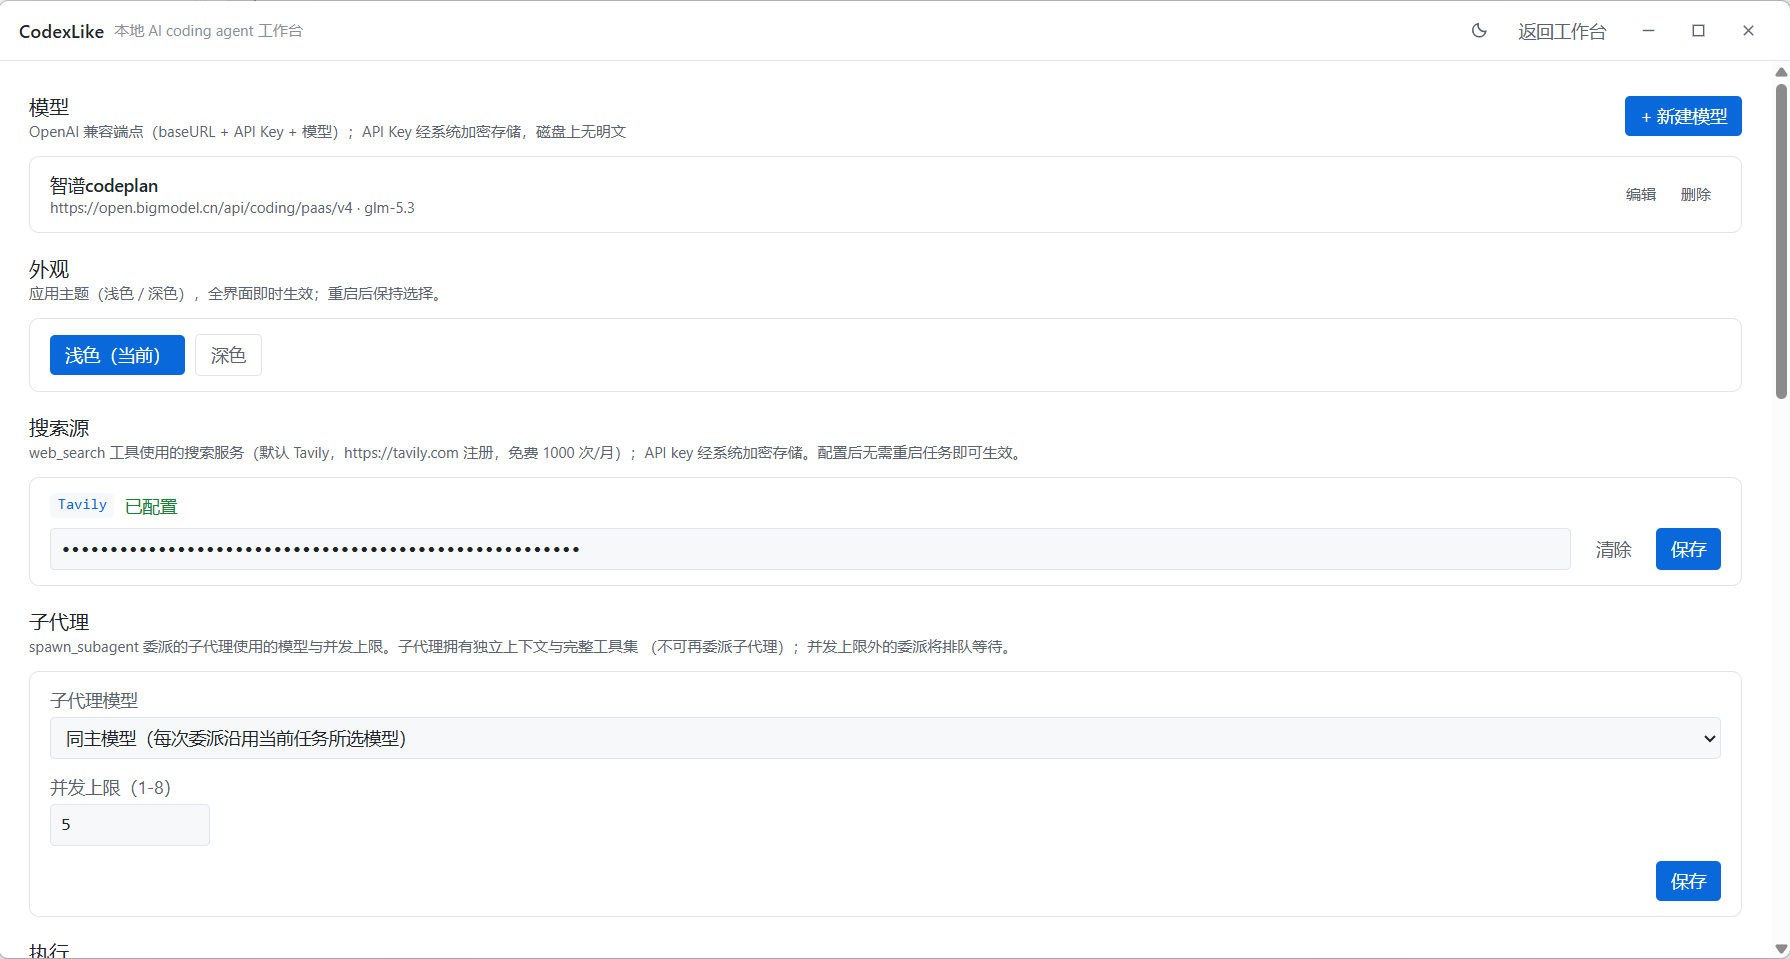 CodexLike 本地 AI coding agent 工作台
返回工作台
模型
OpenAI 兼容端点（baseURL + API Key + 模型）；API Key 经系统加密存储，磁盘上无明文
+ 新建模型
智谱codeplan
https://open.bigmodel.cn/api/coding/paas/v4 · glm-5.3
编辑 删除
外观
应用主题（浅色 / 深色），全界面即时生效；重启后保持选择。
浅色（当前） 深色
搜索源
web_search 工具使用的搜索服务（默认 Tavily，https://tavily.com 注册，免费 1000 次/月）；API key 经系统加密存储。配置后无需重启任务即可生效。
Tavily 已配置
清除 保存
子代理
spawn_subagent 委派的子代理使用的模型与并发上限。子代理拥有独立上下文与完整工具集 （不可再委派子代理）；并发上限外的委派将排队等待。
子代理模型
同主模型（每次委派沿用当前任务所选模型）
并发上限（1-8）
5
保存
执行